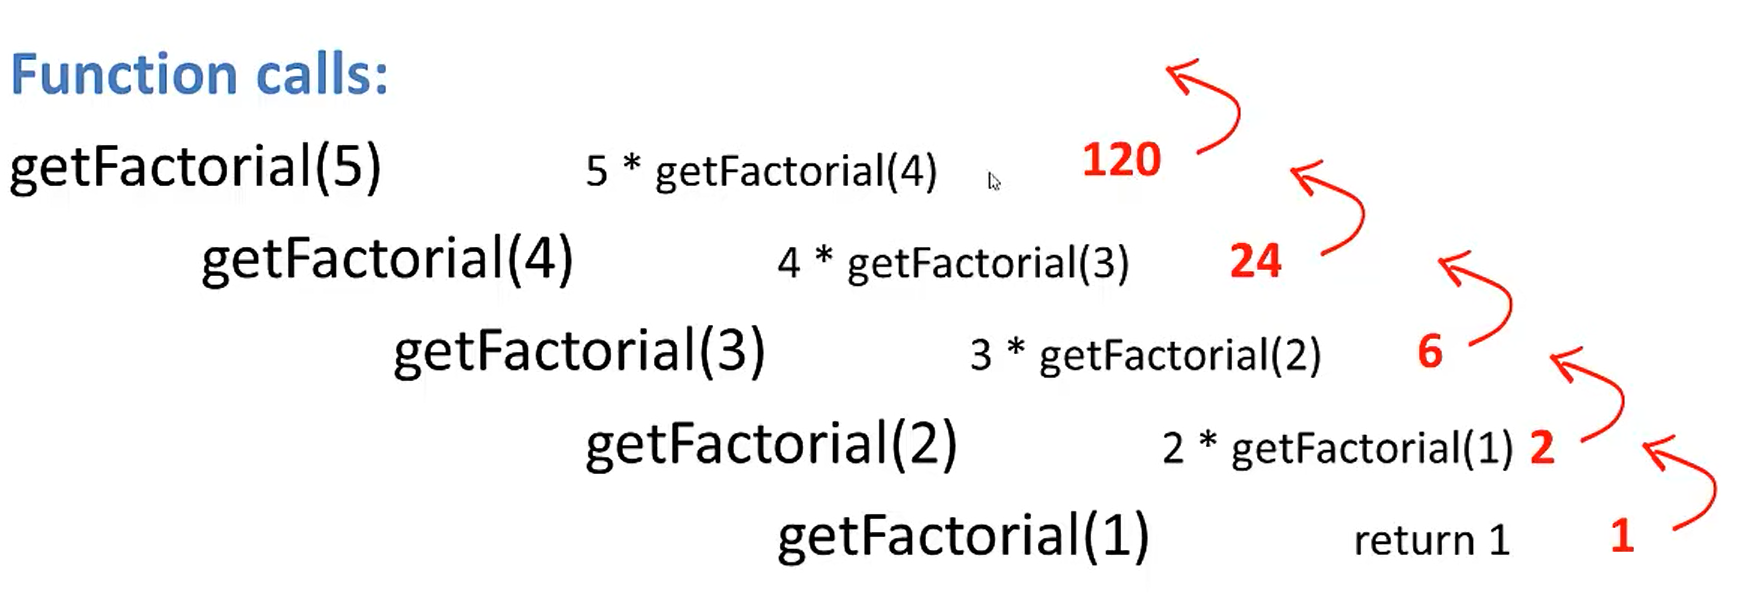 Function calls:
getFactorial(5) 5 * getFactorial(4) 120
getFactorial(4) 4 * getFactorial(3) 24
getFactorial(3) 3 * getFactorial(2) 6
getFactorial(2) 2 * getFactorial(1) 2
getFactorial(1) return 1 1